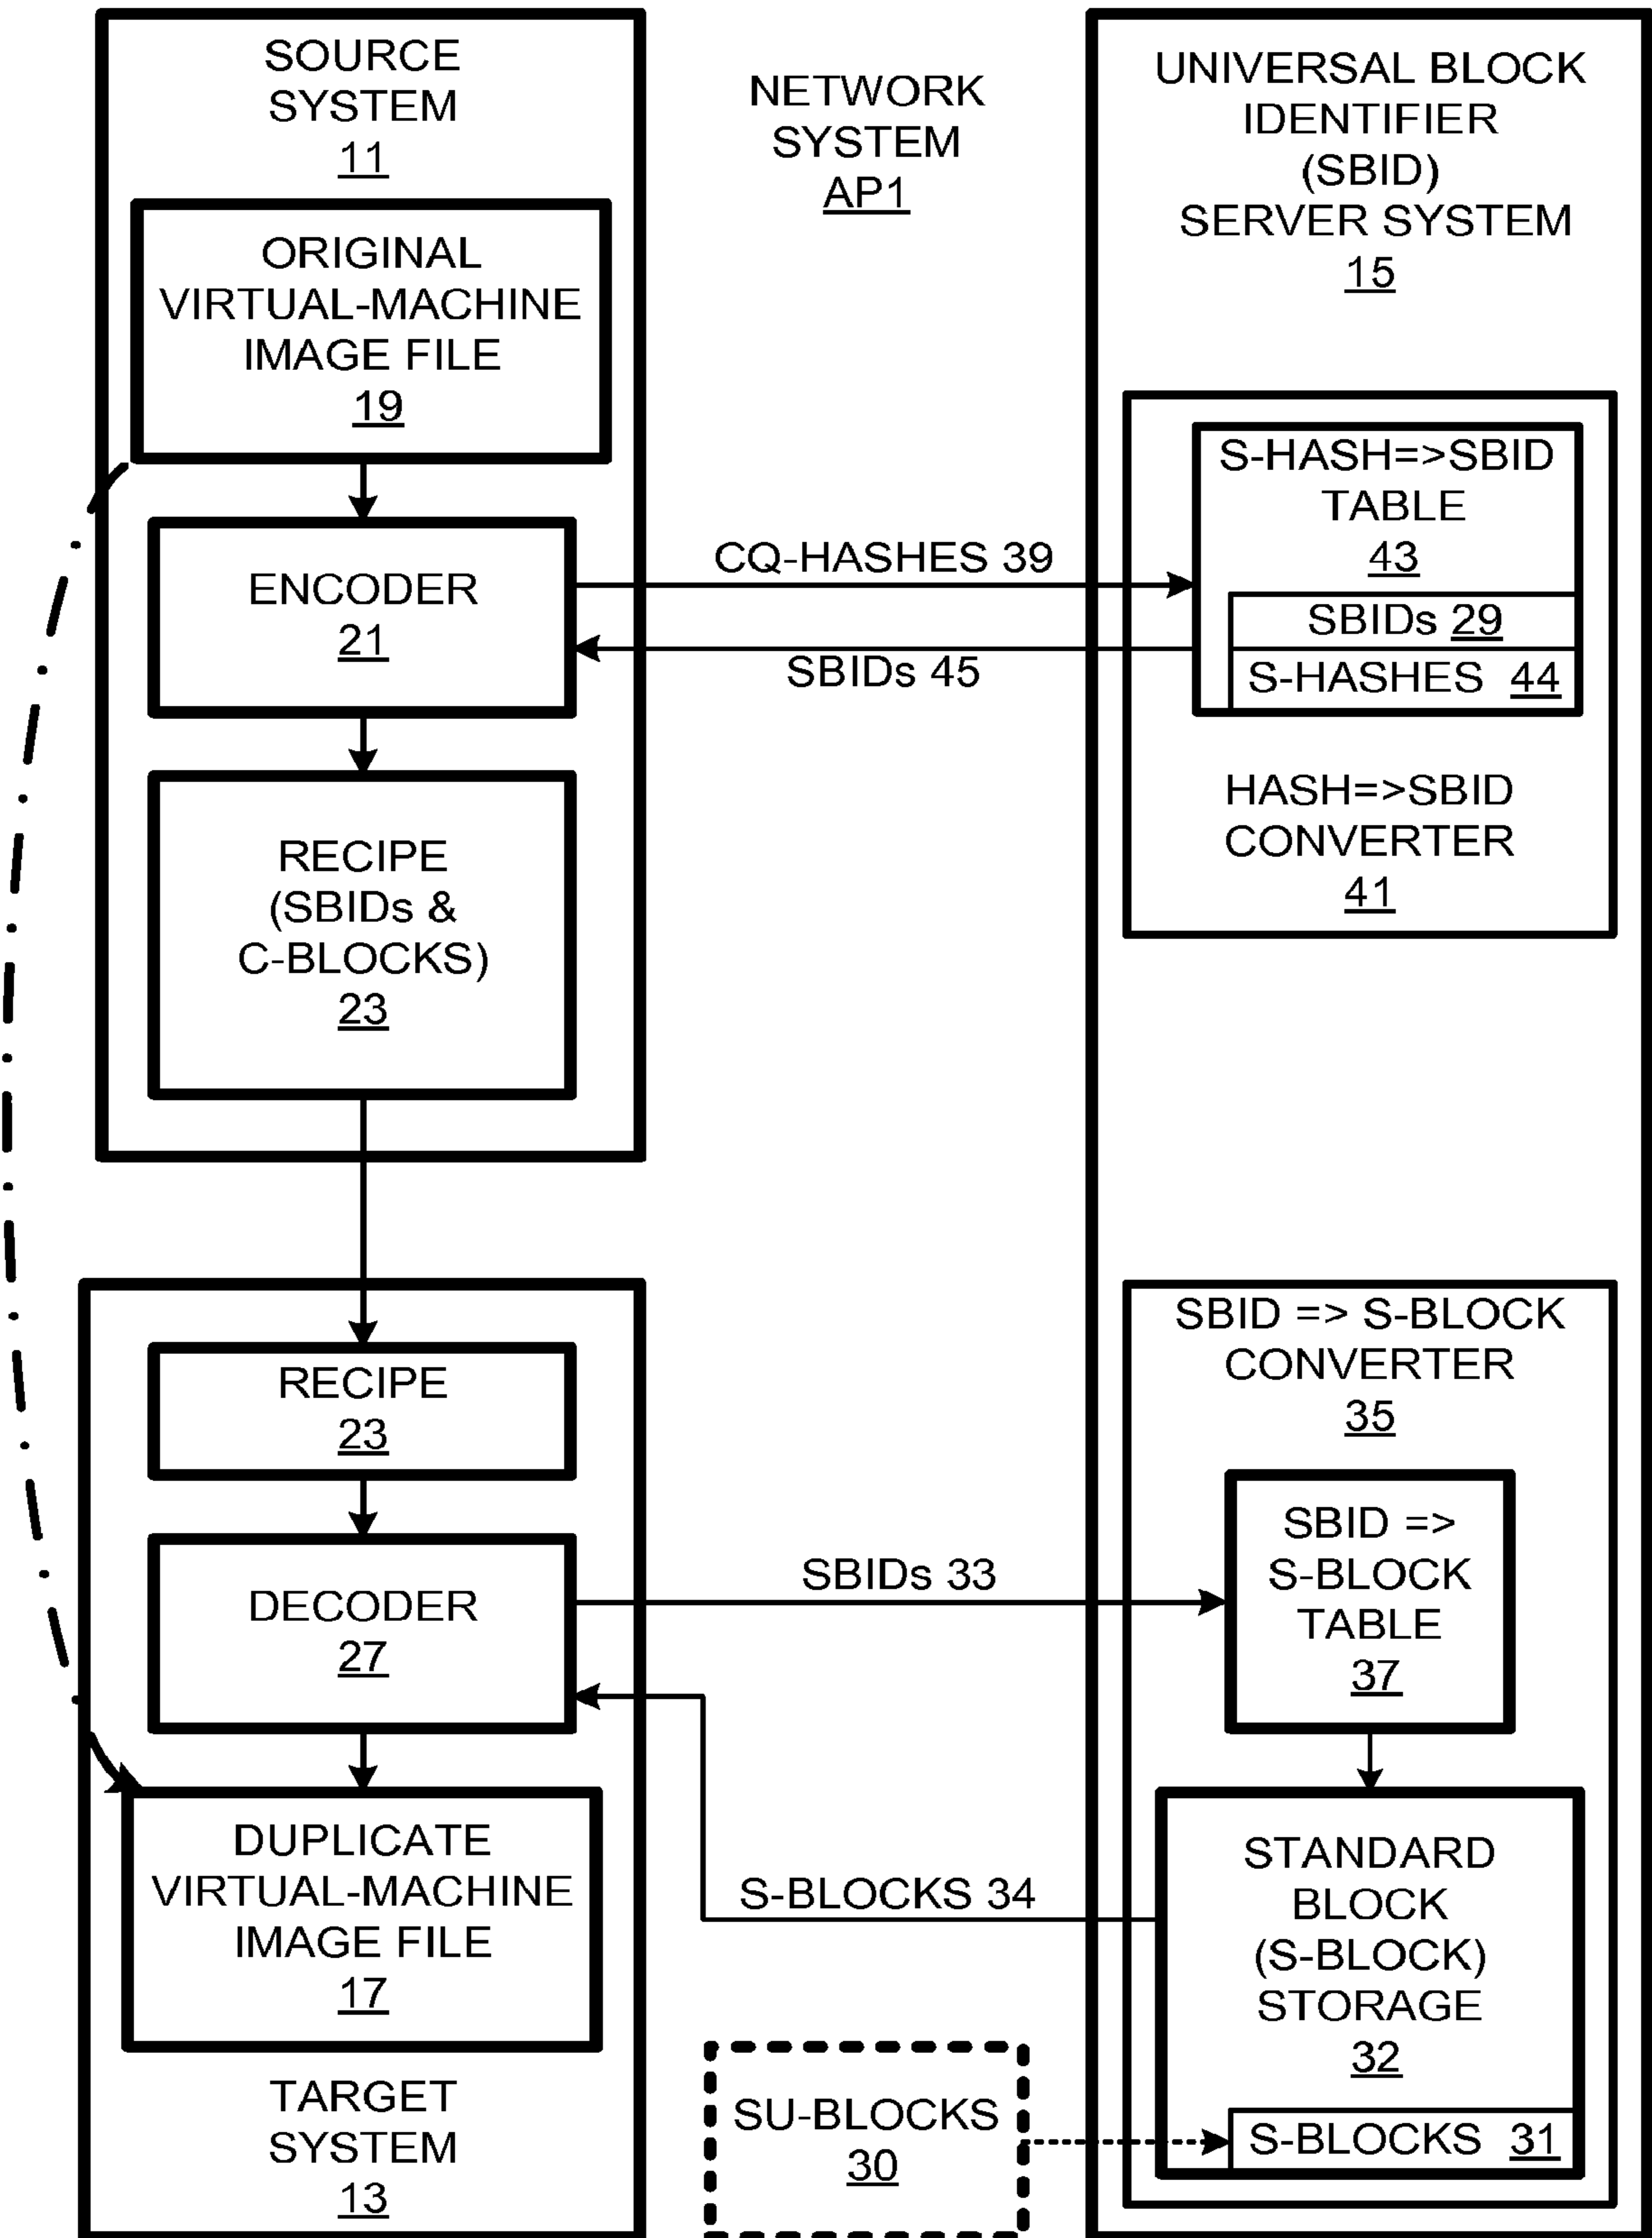 SOURCE
SYSTEM
11
ORIGINAL
VIRTUAL-MACHINE
IMAGE FILE
19
ENCODER
21
RECIPE
(SBIDs &
C-BLOCKS)
23
NETWORK
SYSTEM
AP1
CQ-HASHES 39
SBIDs 45
UNIVERSAL BLOCK
IDENTIFIER
(SBID)
SERVER SYSTEM
15
S-HASH=>SBID
TABLE
43
SBIDs 29
S-HASHES 44
HASH=>SBID
CONVERTER
41
RECIPE
23
DECODER
27
DUPLICATE
VIRTUAL-MACHINE
IMAGE FILE
17
TARGET
SYSTEM
13
SBIDs 33
S-BLOCKS 34
SU-BLOCKS
30
SBID => S-BLOCK
CONVERTER
35
SBID =>
S-BLOCK
TABLE
37
STANDARD
BLOCK
(S-BLOCK)
STORAGE
32
S-BLOCKS 31